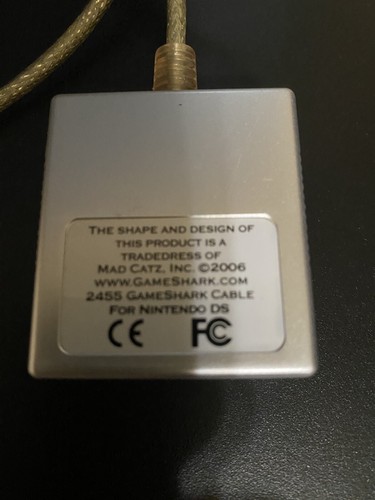 THE SHAPE AND DESIGN OF
THIS PRODUCT IS A
TRADEDRESS OF
MAD CATZ, INC. ©2006
WWW.GAMESHARK.COM
2455 GAMESHARK CABLE
FOR NINTENDO DS
CE FC